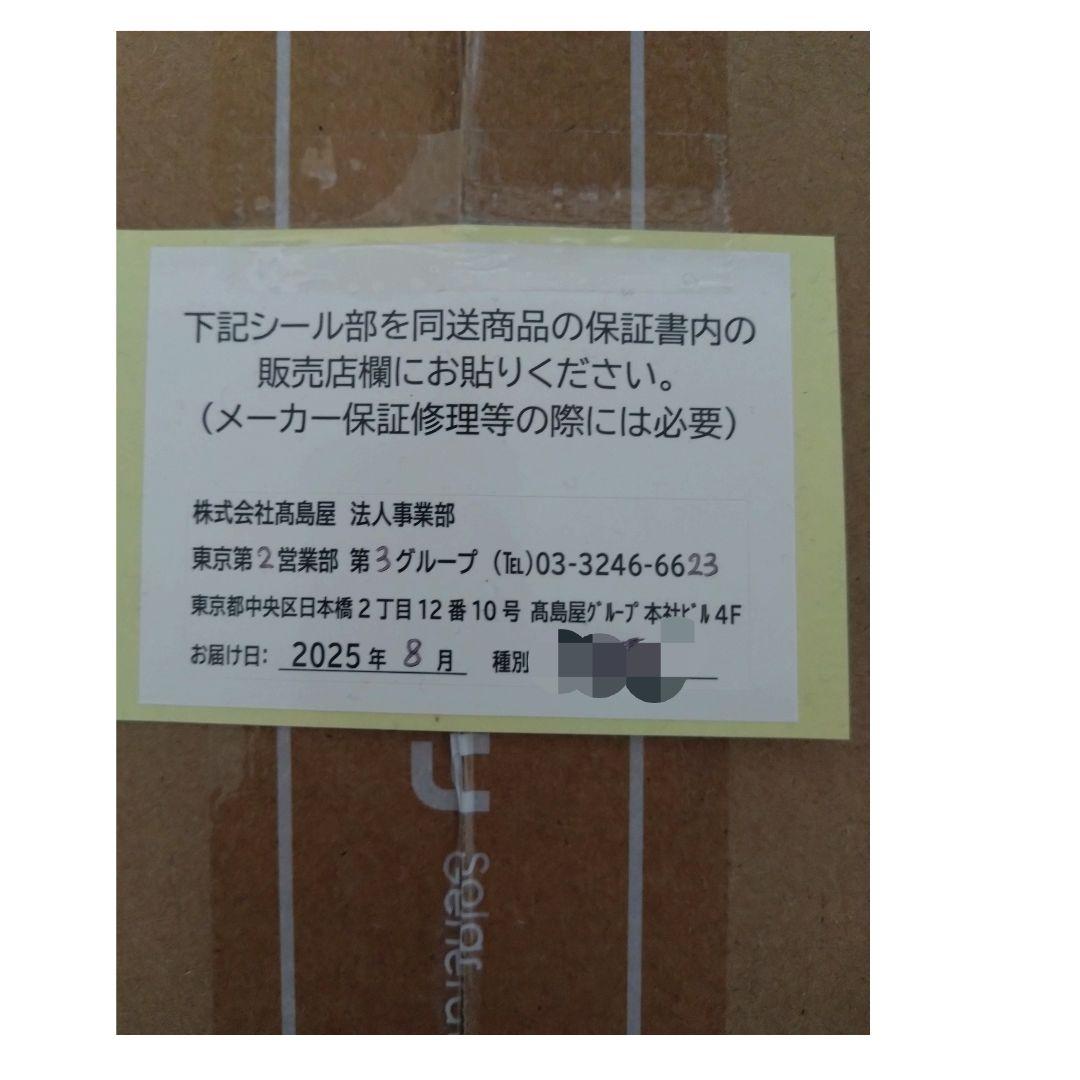 下記シール部を同送商品の保証書内の
販売店欄にお貼りください。
（メーカー保証修理等の際には必要）
株式会社髙島屋 法人事業部
東京第2営業部 第3グループ （℡）03-3246-6623
東京都中央区日本橋２丁目12番10号 髙島屋ｸﾞﾙｰﾌﾟ本社ﾋﾞﾙ4F
お届け日： 2025年 8月 種別
Solar